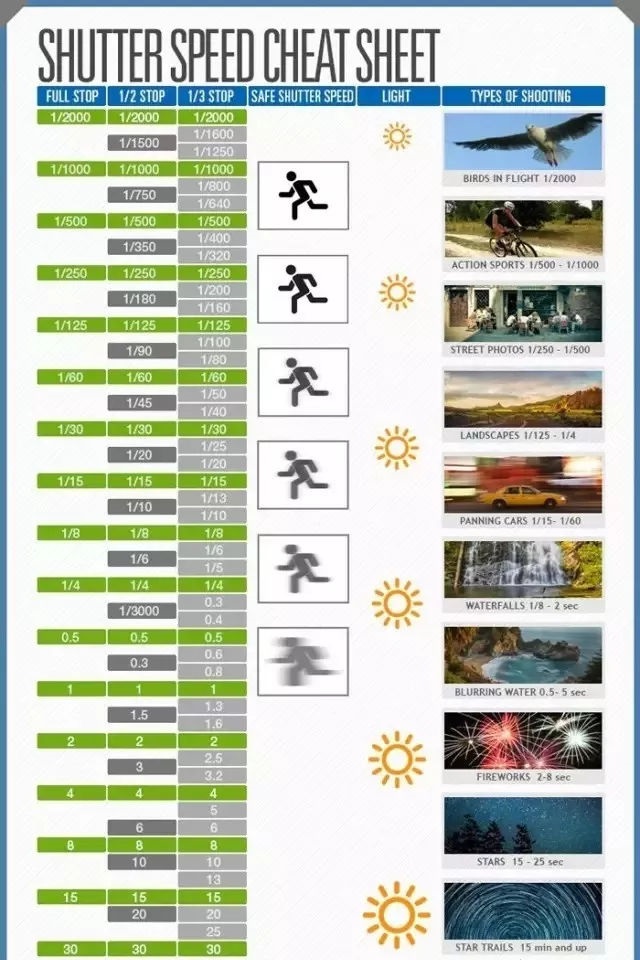 SHUTTER SPEED CHEAT SHEET
FULL STOP 1/2 STOP 1/3 STOP SAFE SHUTTER SPEED LIGHT TYPES OF SHOOTING
1/2000 1/2000 1/2000
1/1600
1/1500
1/1250
1/1000 1/1000 1/1000
BIRDS IN FLIGHT 1/2000
1/800
1/750
1/640
1/500 1/500 1/500
1/400
1/350
1/320
ACTION SPORTS 1/500 - 1/1000
1/250 1/250 1/250
1/200
1/180
1/160
1/125 1/125 1/125
1/100
1/90
STREET PHOTOS 1/250 - 1/500
1/80
1/60 1/60 1/60
1/50
1/45
1/40
1/30 1/30 1/30
LANDSCAPES 1/125 - 1/4
1/25
1/20
1/20
1/15 1/15 1/15
1/13
1/10
1/10
PANNING CARS 1/15- 1/60
1/8 1/8 1/8
1/6
1/6
1/5
1/4 1/4 1/4
0.3
WATERFALLS 1/8 - 2 sec
1/3000
0.4
0.5 0.5 0.5
0.6
0.3
0.8
1 1 1
BLURRING WATER 0.5- 5 sec
1.3
1.5
1.6
2 2 2
2.5
3
3.2
FIREWORKS 2-8 sec
4 4 4
5
6 6
8 8 8
10 10
STARS 15 - 25 sec
13
15 15 15
20 20
25
30 30 30
STAR TRAILS 15 min and up